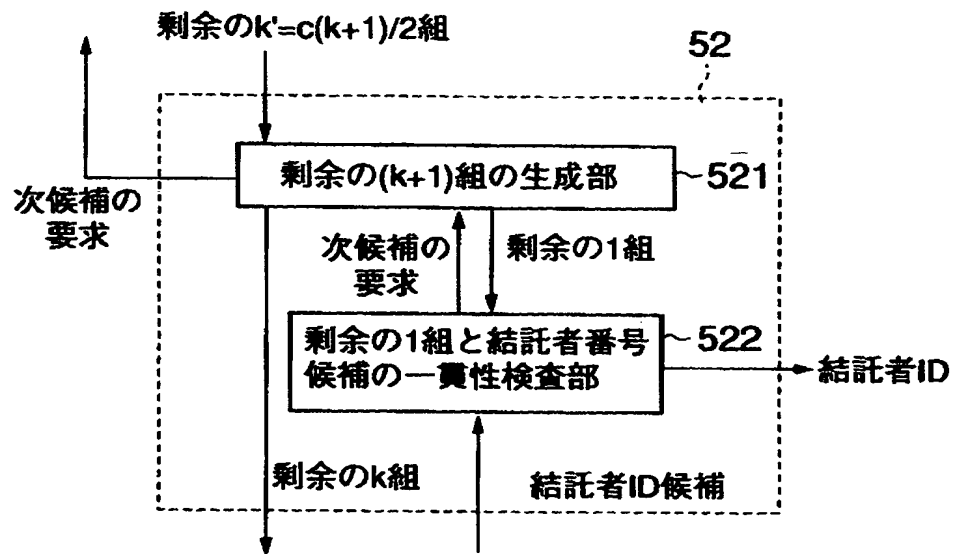 剰余のk'=c(k+1)/2組
52
剰余の(k+1)組の生成部
521
次候補の
要求
次候補の
要求
剰余の1組
剰余の1組と結託者番号
候補の一貫性検査部
522
結託者ID
剰余のk組
結託者ID候補